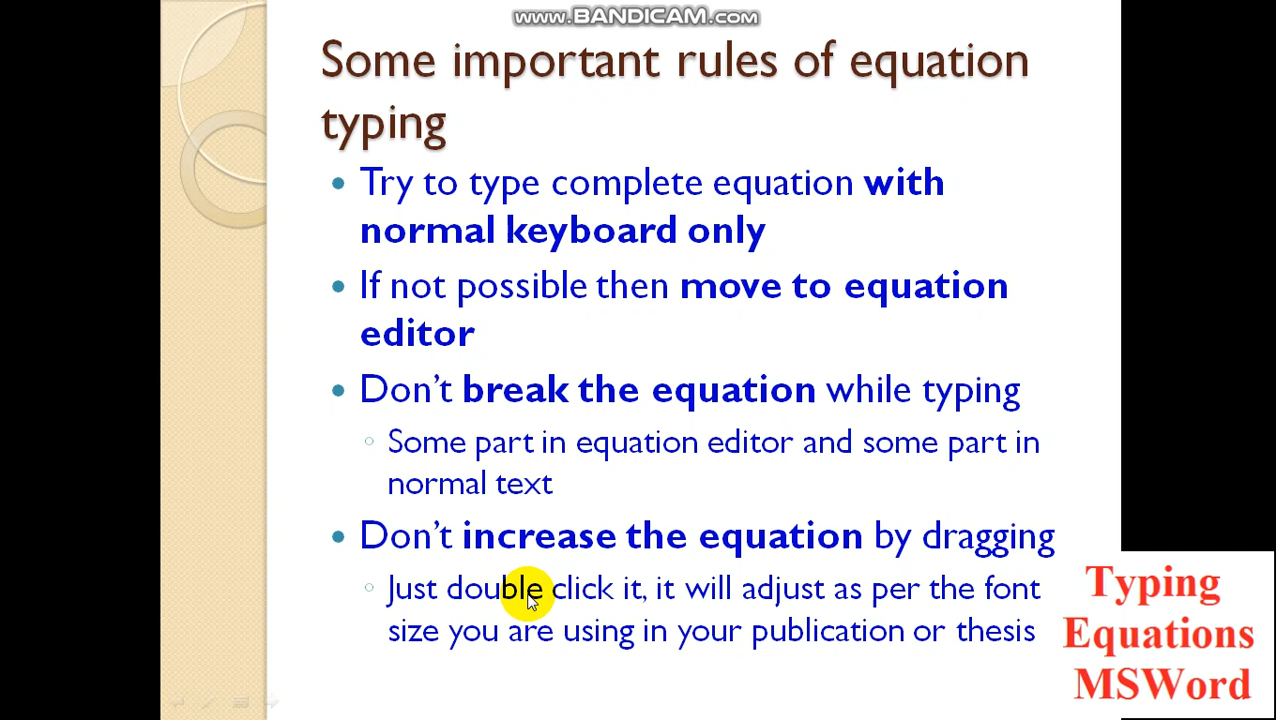 www.BANDICAM.com
Some important rules of equation
typing
• Try to type complete equation with
normal keyboard only
• If not possible then move to equation
editor
• Don’t break the equation while typing
◦ Some part in equation editor and some part in
normal text
• Don’t increase the equation by dragging
◦ Just double click it, it will adjust as per the font
size you are using in your publication or thesis
Typing
Equations
MSWord